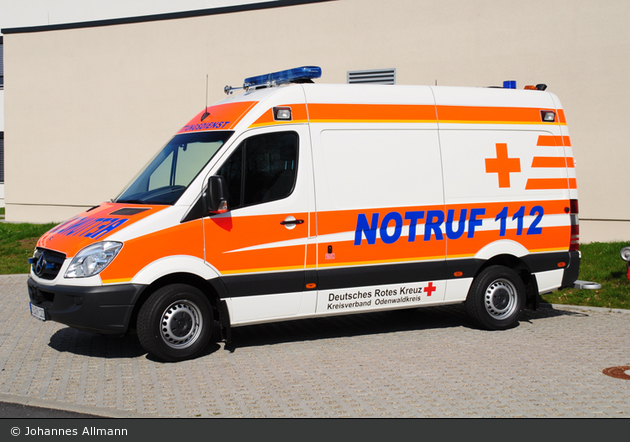 NOTRUF 112
Deutsches Rotes Kreuz
Kreisverband Odenwaldkreis
© Johannes Allmann